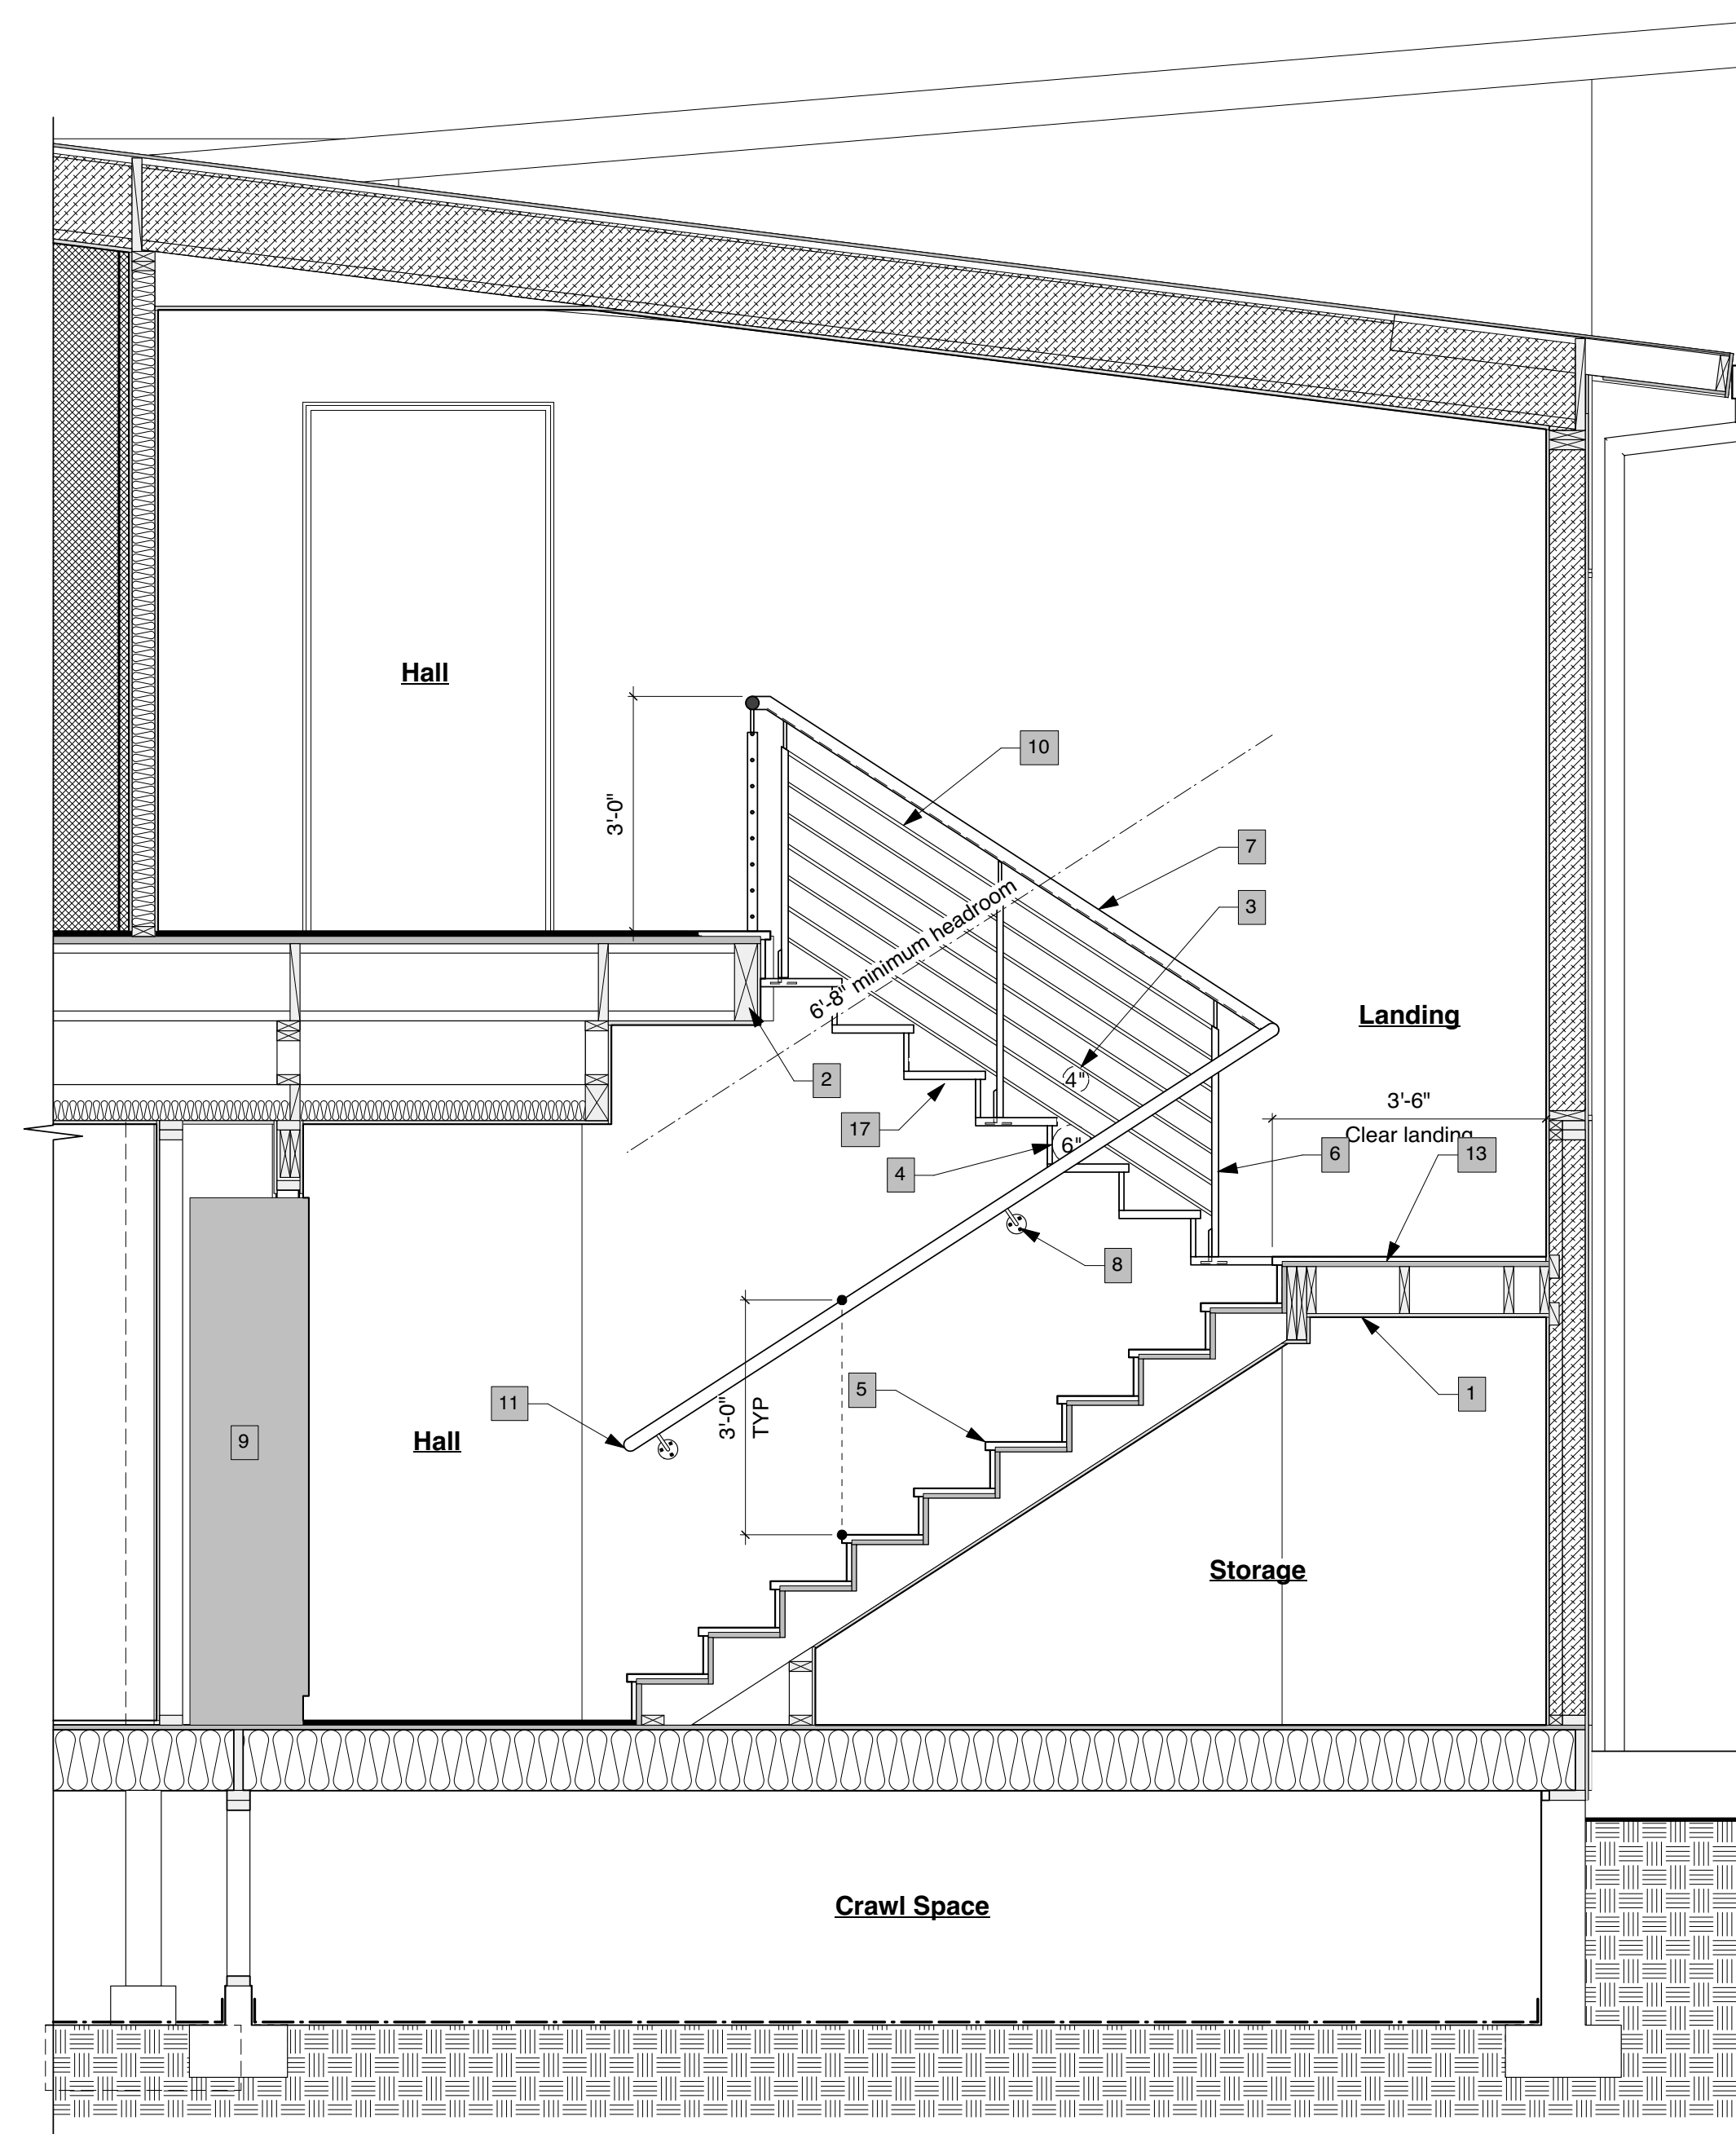 Hall
10
3'-0"
7
3
6'-8" minimum headroom
Landing
4"
2
3'-6"
17
Clear landing
6"
6
13
4
8
5
1
11
3'-0"
TYP
9
Hall
Storage
Crawl Space